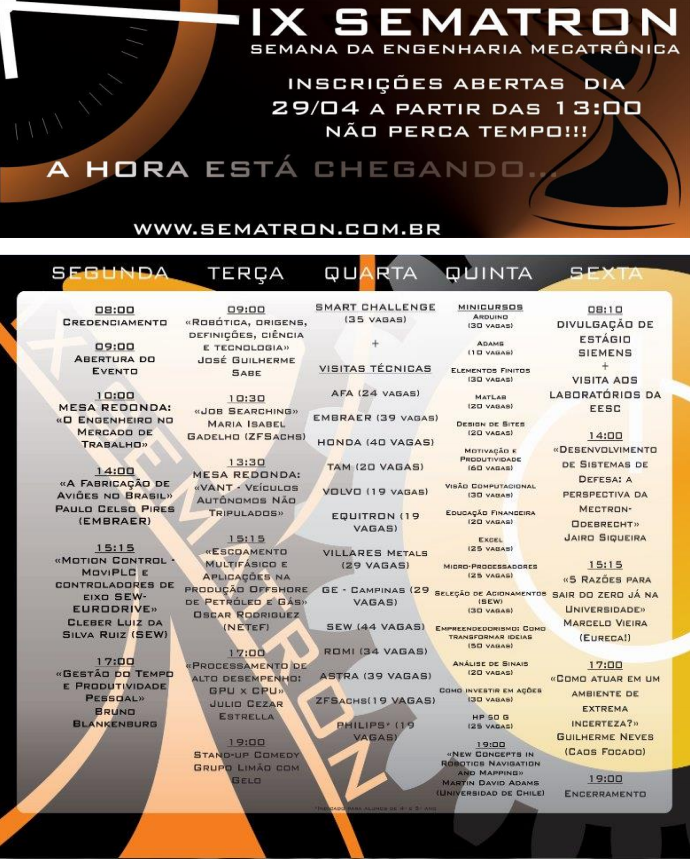 IX SEMATRON
SEMANA DA ENGENHARIA MECATRÔNICA
INSCRIÇÕES ABERTAS DIA
29/04 A PARTIR DAS 13:00
NÃO PERCA TEMPO!!!
A HORA ESTÁ CHEGANDO...
WWW.SEMATRON.COM.BR
SEGUNDA
08:00
CREDENCIAMENTO
09:00
ABERTURA DO
EVENTO
10:00
MESA REDONDA:
«O ENGENHEIRO NO
MERCADO DE
TRABALHO»
14:00
«A FABRICAÇÃO DE
AVIÕES NO BRASIL»
PAULO CELSO PIRES
(EMBRAER)
15:15
«MOTION CONTROL -
MOVIPLC E
CONTROLADORES DE
EIXO SEW-
EURODRIVE»
CLEBER LUIZ DA
SILVA RUIZ (SEW)
17:00
«GESTÃO DO TEMPO
E PRODUTIVIDADE
PESSOAL»
BRUNO
BLANKENBURG
TERÇA
09:00
«ROBÓTICA, ORIGENS,
DEFINIÇÕES, CIÊNCIA
E TECNOLOGIA»
JOSÉ GUILHERME
SABE
10:30
«JOB SEARCHING»
MARIA ISABEL
GADELHO (ZFSACHS)
13:30
MESA REDONDA:
«VANT - VEÍCULOS
AUTÔNOMOS NÃO
TRIPULADOS»
15:15
«ESCOAMENTO
MULTIFÁSICO E
APLICAÇÕES NA
PRODUÇÃO OFFSHORE
DE PETRÓLEO E GÁS»
OSCAR RODRIGUEZ
(NETEF)
17:00
«PROCESSAMENTO DE
ALTO DESEMPENHO:
GPU X CPU»
JULIO CEZAR
ESTRELLA
19:00
STAND-UP COMEDY
GRUPO LIMÃO COM
GELO
QUARTA
SMART CHALLENGE
(35 VAGAS)
+
VISITAS TÉCNICAS
AFA (24 VAGAS)
EMBRAER (39 VAGAS)
HONDA (40 VAGAS)
TAM (20 VAGAS)
VOLVO (19 VAGAS)
EQUITRON (19
VAGAS)
VILLARES METALS
(29 VAGAS)
GE - CAMPINAS (29
VAGAS)
SEW (44 VAGAS)
ROMI (34 VAGAS)
ASTRA (39 VAGAS)
ZFSACHS(19 VAGAS)
PHILIPS* (19
VAGAS)
QUINTA
MINICURSOS
ARDUINO
(30 VAGAS)
ADAMS
(10 VAGAS)
ELEMENTOS FINITOS
(30 VAGAS)
MATLAB
(20 VAGAS)
DESIGN DE SITES
(20 VAGAS)
MOTIVAÇÃO E
PRODUTIVIDADE
(60 VAGAS)
VISÃO COMPUTACIONAL
(30 VAGAS)
EDUCAÇÃO FINANCEIRA
(20 VAGAS)
EXCEL
(25 VAGAS)
MICRO-PROCESSADORES
(25 VAGAS)
SELEÇÃO DE ACIONAMENTOS
(SEW)
(30 VAGAS)
EMPREENDEDORISMO: COMO
TRANSFORMAR IDEIAS
(50 VAGAS)
ANÁLISE DE SINAIS
(20 VAGAS)
COMO INVESTIR EM AÇÕES
(30 VAGAS)
HP 50 G
(25 VAGAS)
19:00
«NEW CONCEPTS IN
ROBOTICS NAVIGATION
AND MAPPING»
MARTIN DAVID ADAMS
(UNIVERSIDAD DE CHILE)
SEXTA
08:10
DIVULGAÇÃO DE
ESTÁGIO
SIEMENS
+
VISITA AOS
LABORATÓRIOS DA
EESC
14:00
«DESENVOLVIMENTO
DE SISTEMAS DE
DEFESA: A
PERSPECTIVA DA
MECTRON-
ODEBRECHT»
JAIRO SIQUEIRA
15:15
«5 RAZÕES PARA
SAIR DO ZERO JÁ NA
UNIVERSIDADE»
MARCELO VIEIRA
(EURECA!)
17:00
«COMO ATUAR EM UM
AMBIENTE DE
EXTREMA
INCERTEZA?»
GUILHERME NEVES
(CAOS FOCADO)
19:00
ENCERRAMENTO
IX SEMATRON